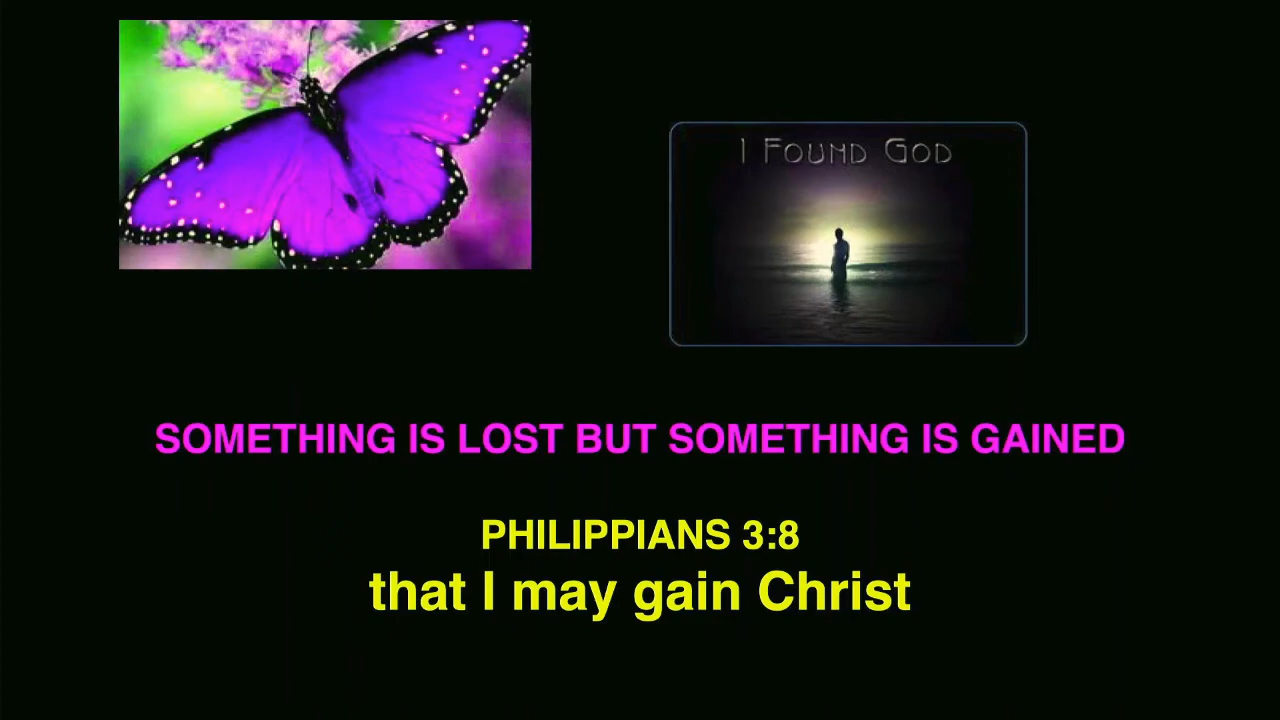 I FOUND GOD
SOMETHING IS LOST BUT SOMETHING IS GAINED
PHILIPPIANS 3:8
that I may gain Christ